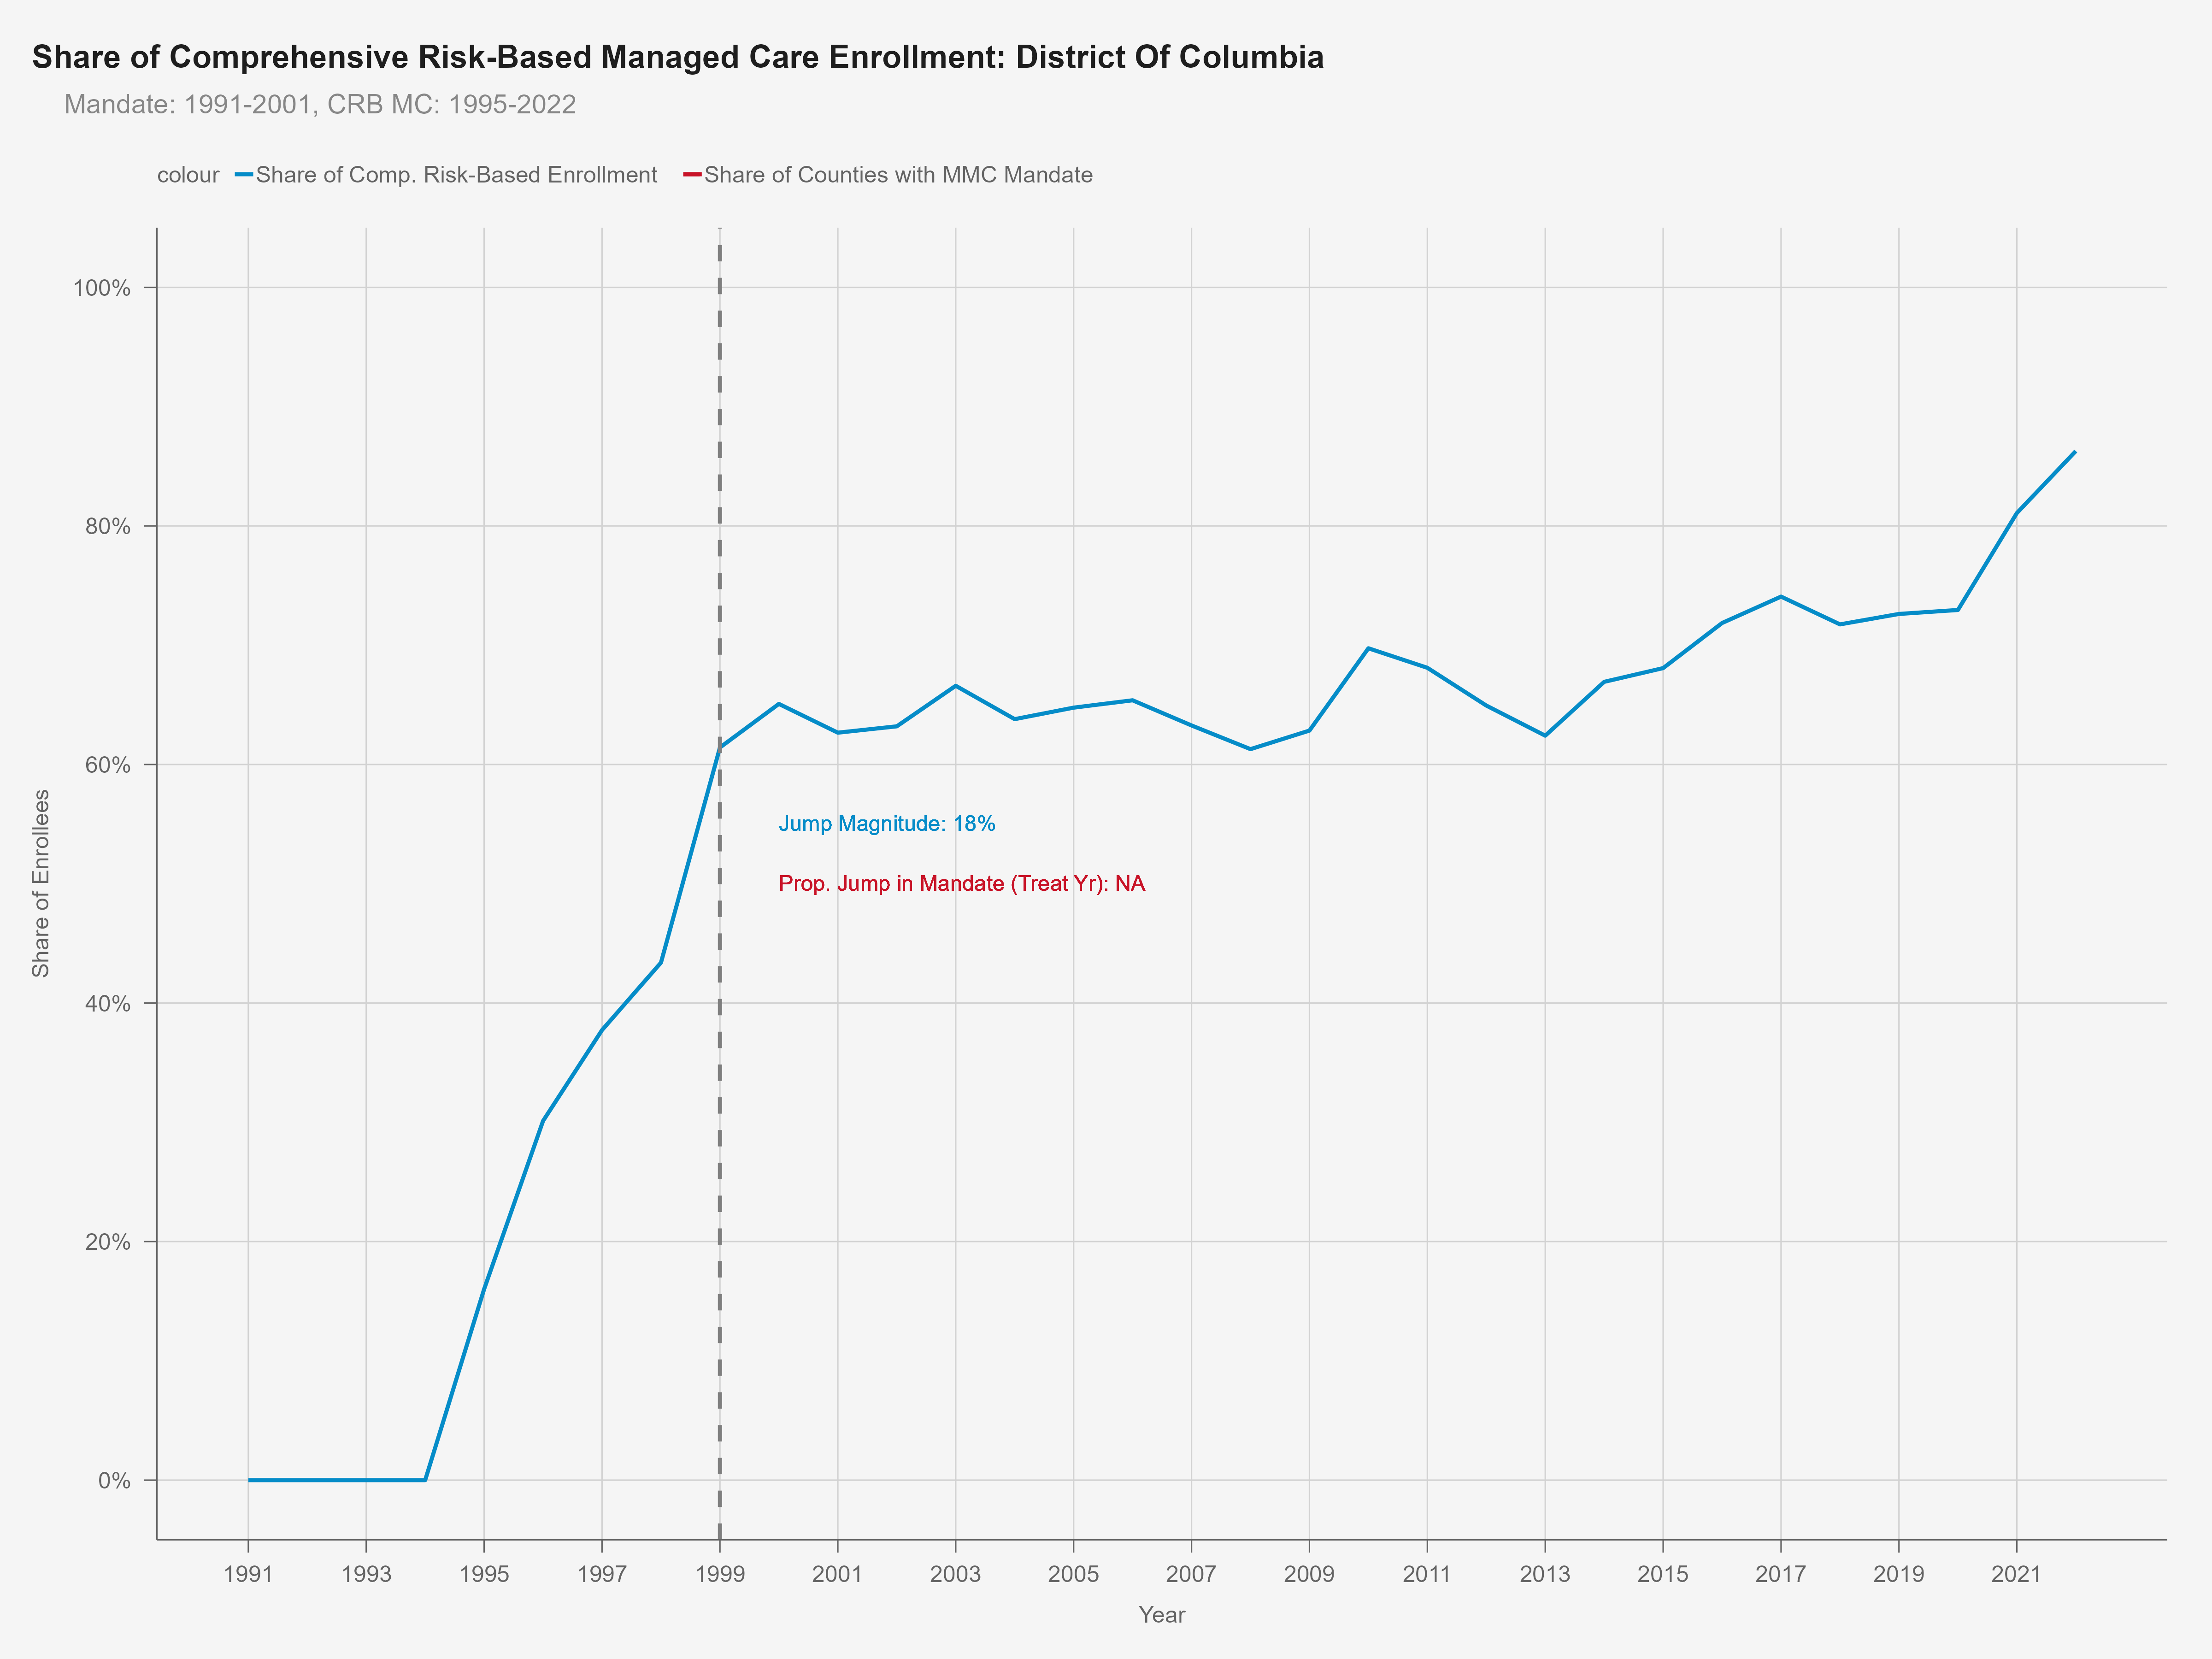 Share of Comprehensive Risk-Based Managed Care Enrollment: District Of Columbia
Mandate: 1991-2001, CRB MC: 1995-2022
colour Share of Comp. Risk-Based Enrollment Share of Counties with MMC Mandate
100%
80%
60%
40%
20%
0%
Share of Enrollees
Jump Magnitude: 18%
Prop. Jump in Mandate (Treat Yr): NA
1991 1993 1995 1997 1999 2001 2003 2005 2007 2009 2011 2013 2015 2017 2019 2021
Year